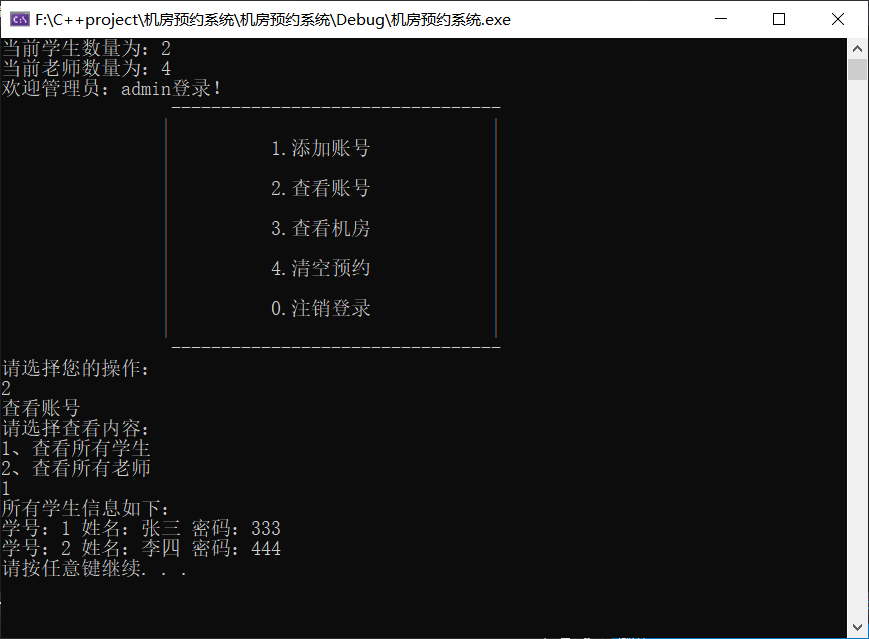 F:\C++project\机房预约系统\机房预约系统\Debug\机房预约系统.exe
当前学生数量为：2
当前老师数量为：4
欢迎管理员：admin登录！
---------------------------------
1.添加账号
2.查看账号
3.查看机房
4.清空预约
0.注销登录
---------------------------------
请选择您的操作：
2
查看账号
请选择查看内容：
1、查看所有学生
2、查看所有老师
1
所有学生信息如下：
学号：1 姓名：张三 密码：333
学号：2 姓名：李四 密码：444
请按任意键继续. . .